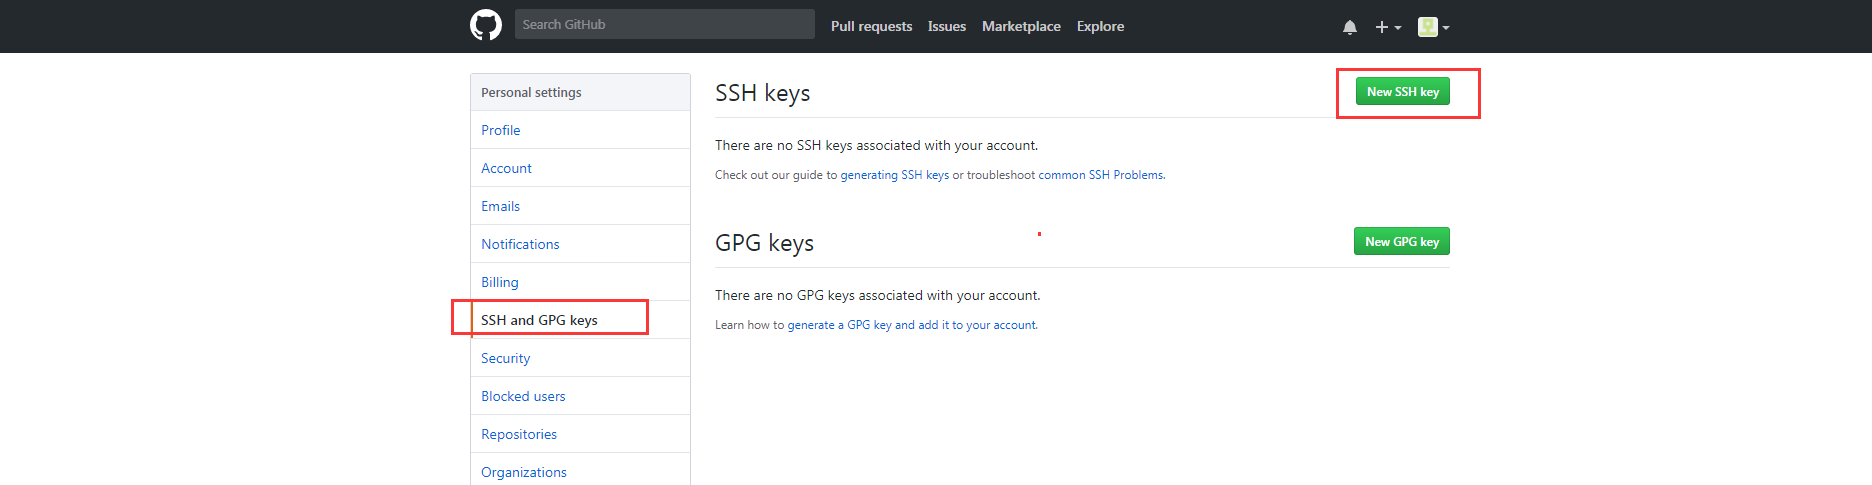 Search GitHub
Pull requests Issues Marketplace Explore
Personal settings
Profile
Account
Emails
Notifications
Billing
SSH and GPG keys
Security
Blocked users
Repositories
Organizations
SSH keys
New SSH key
There are no SSH keys associated with your account.
Check out our guide to generating SSH keys or troubleshoot common SSH Problems.
GPG keys
New GPG key
There are no GPG keys associated with your account.
Learn how to generate a GPG key and add it to your account.